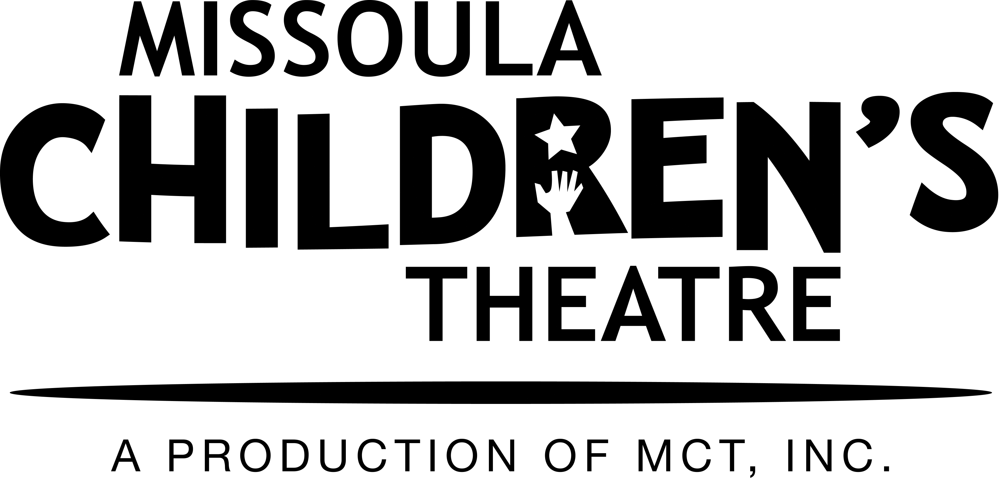 MISSOULA
CHILDREN'S
THEATRE
A PRODUCTION OF MCT, INC.